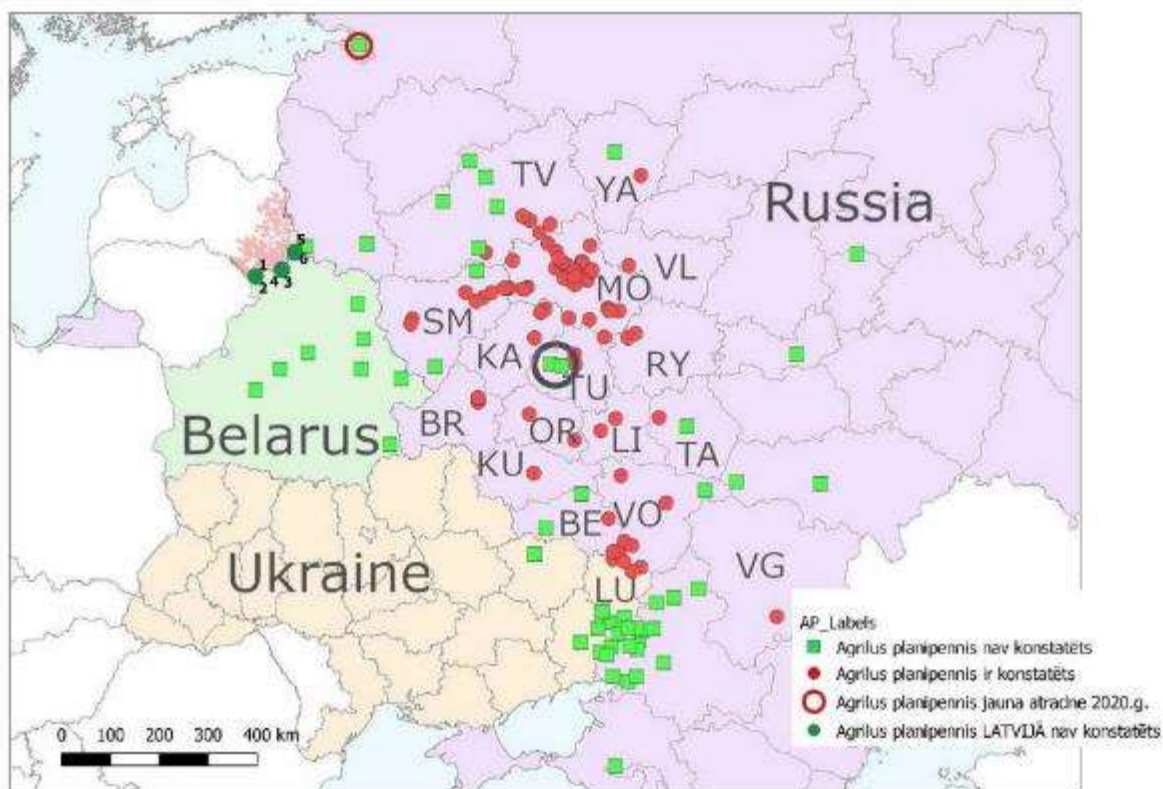 TV
YA
Russia
5
6
1
2
4
3
VL
MO
SM
KA
RY
TU
BR
OR
LI
Belarus
TA
KU
BE
VO
Ukraine
LU
VG
AP_Labels
Agrilus planipennis nav konstatēts
Agrilus planipennis ir konstatēts
Agrilus planipennis jauna atradne 2020.g.
Agrilus planipennis LATVIJĀ nav konstatēts
0 100 200 300 400 km